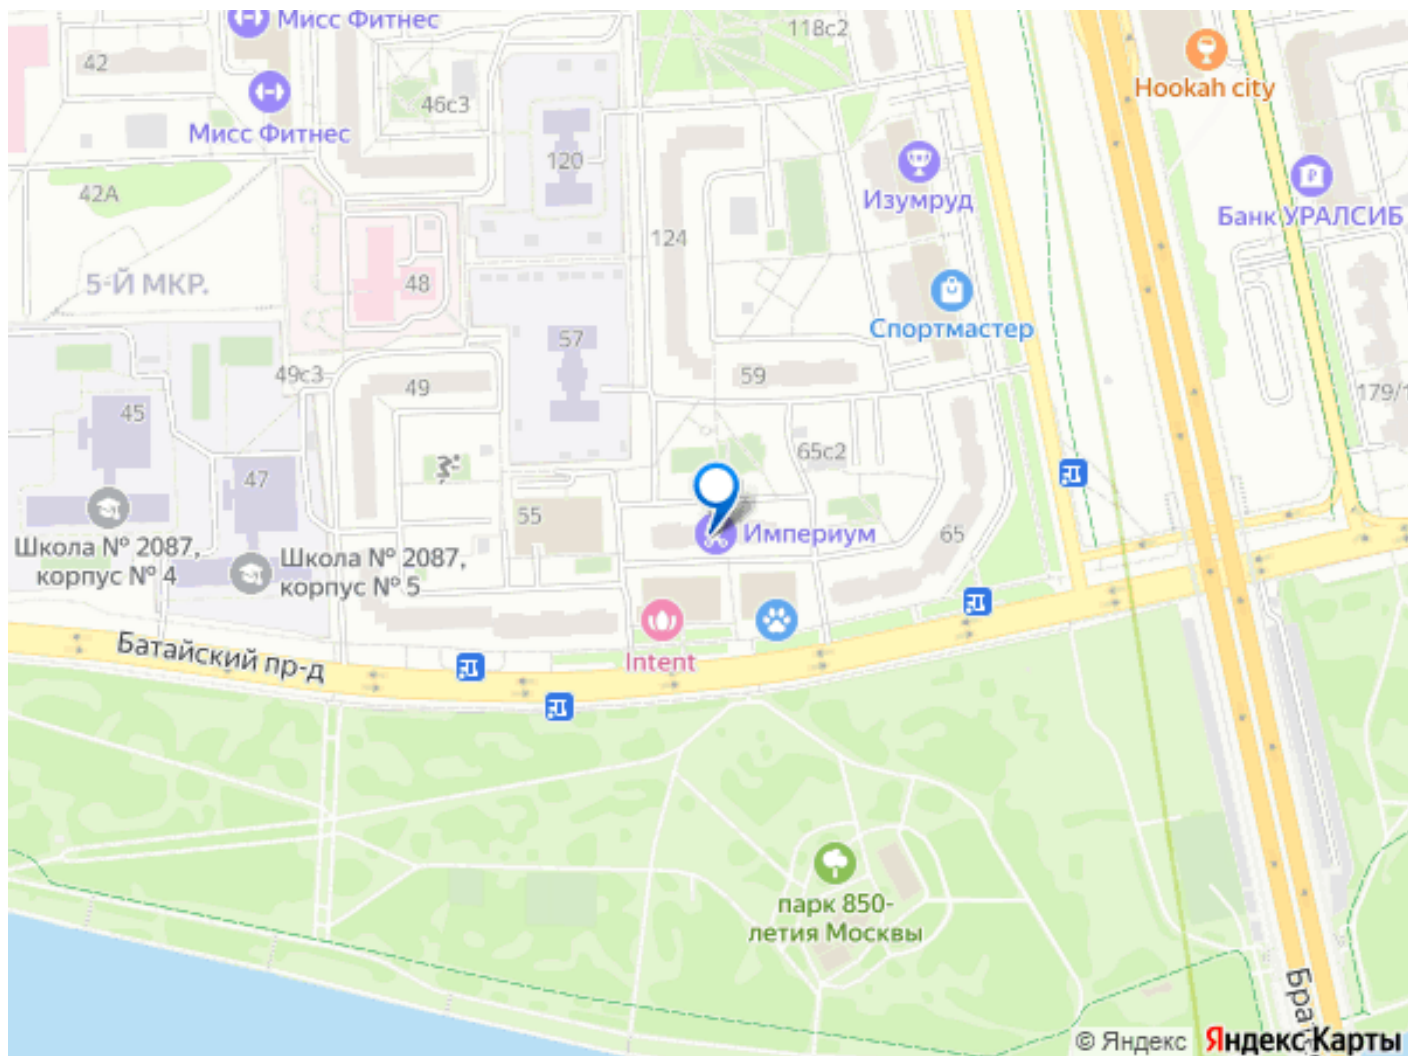 Мисс Фитнес
118с2
42
Hookah city
46с3
Мисс Фитнес
120
Изумруд
42А
Банк УРАЛСИБ
124
5-Й МКР.
48
Спортмастер
57
49с3
49
59
179/1
45
65с2
47
55
Империум
65
Школа № 2087,
корпус № 4
Школа № 2087,
корпус № 5
Батайский пр-д
Intent
парк 850-
летия Москвы
© Яндекс Яндекс Карты